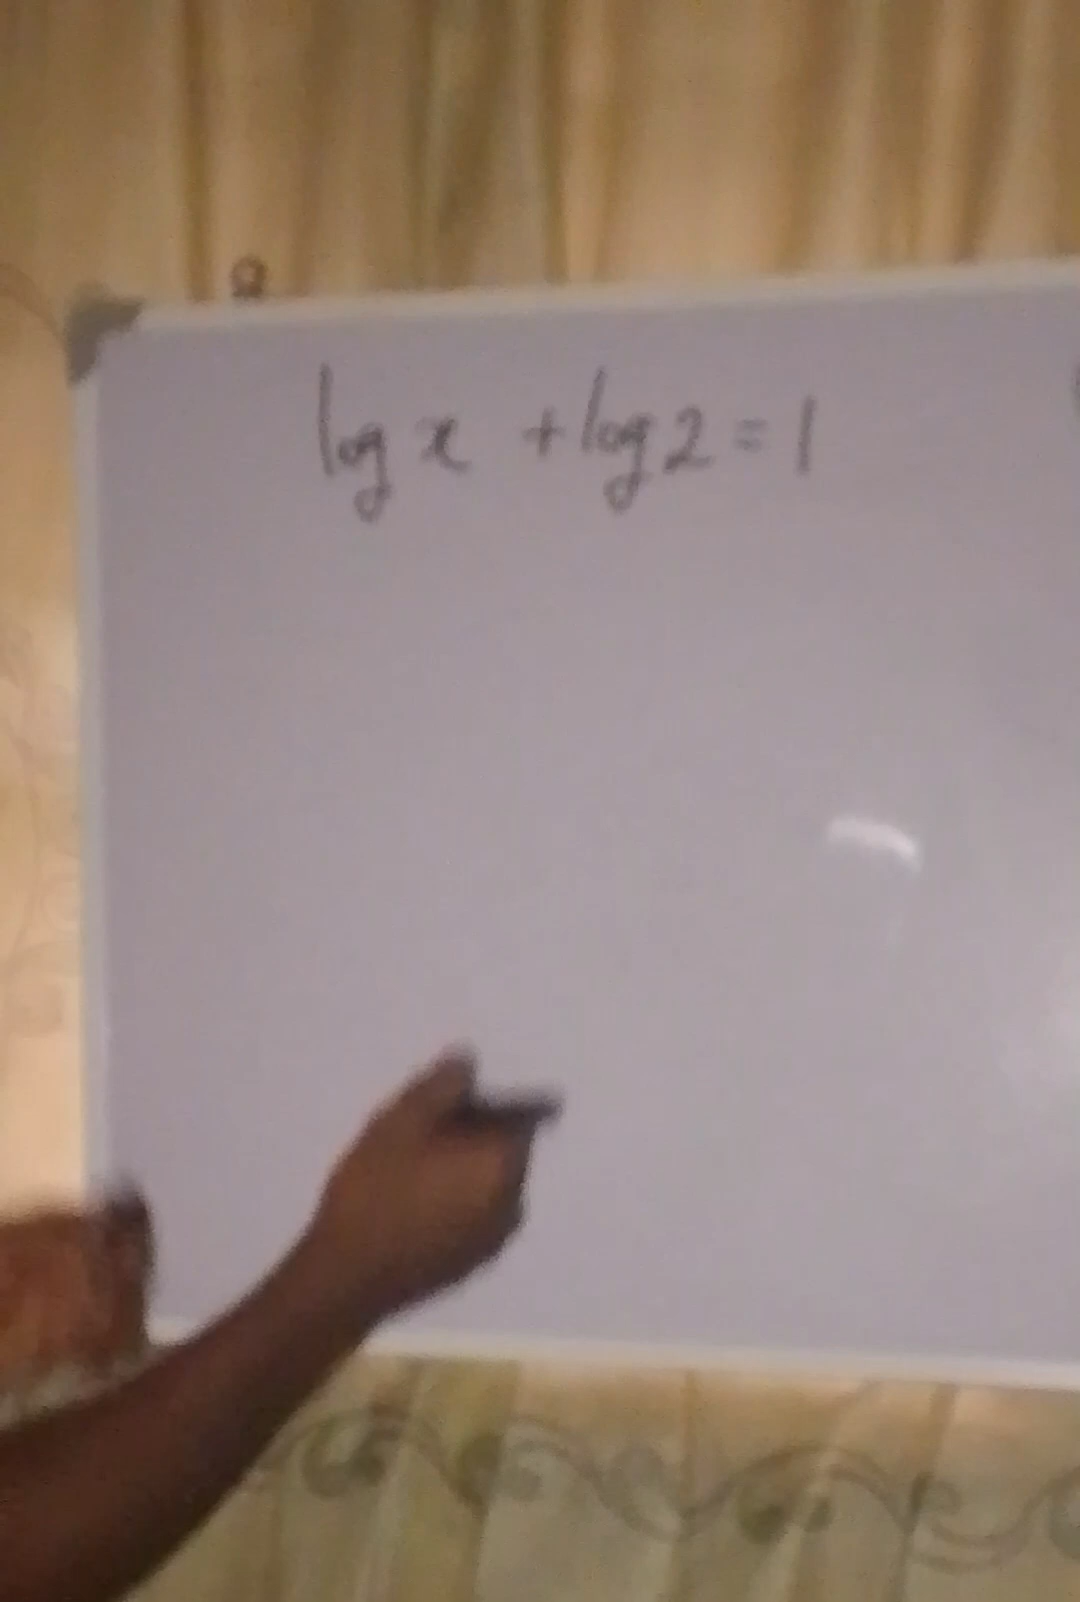 log x + log 2 = 1